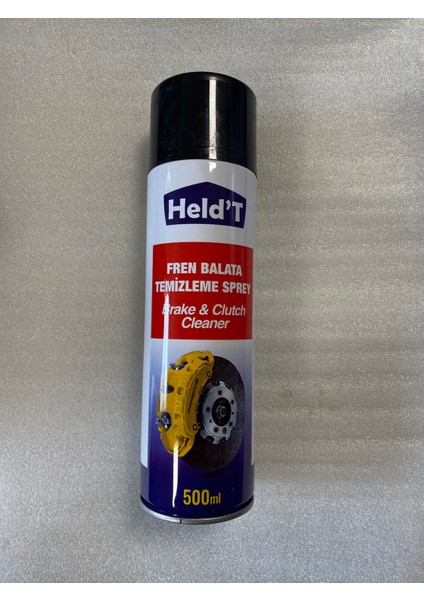 Held'T
FREN BALATA
TEMİZLEME SPREY
Brake & Clutch
Cleaner
500ml